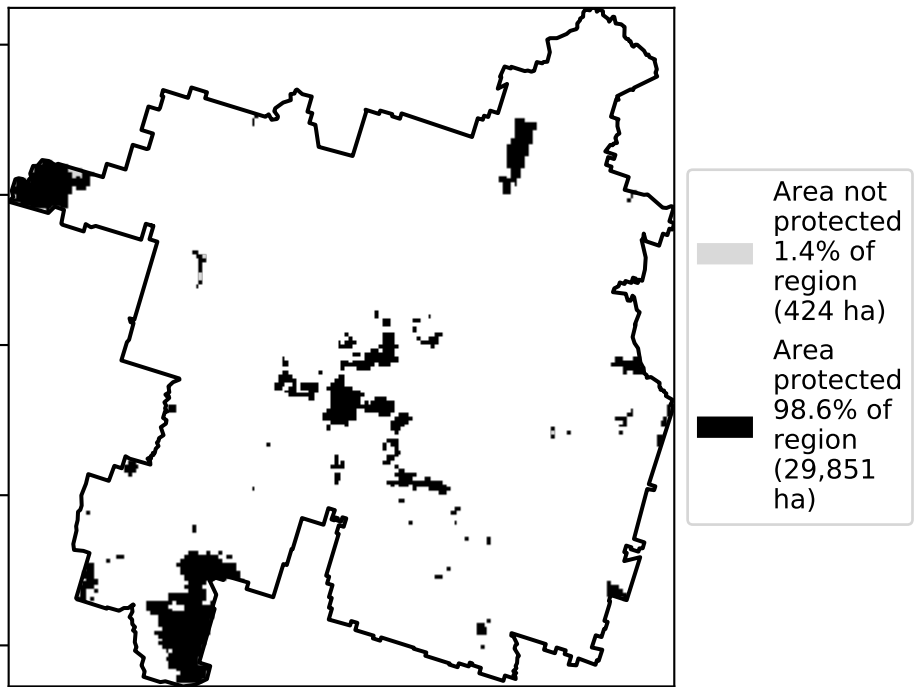 Area not
protected
1.4% of
region
(424 ha)
Area
protected
98.6% of
region
(29,851
ha)